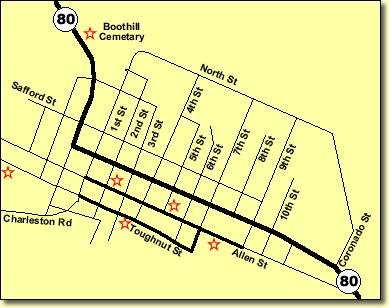 80
Boothill
Cemetary
North St
Safford St
1st St
2nd St
3rd St
4th St
5th St
6th St
7th St
8th St
9th St
10th St
Coronado St
Charleston Rd
Toughnut St
Allen St
80